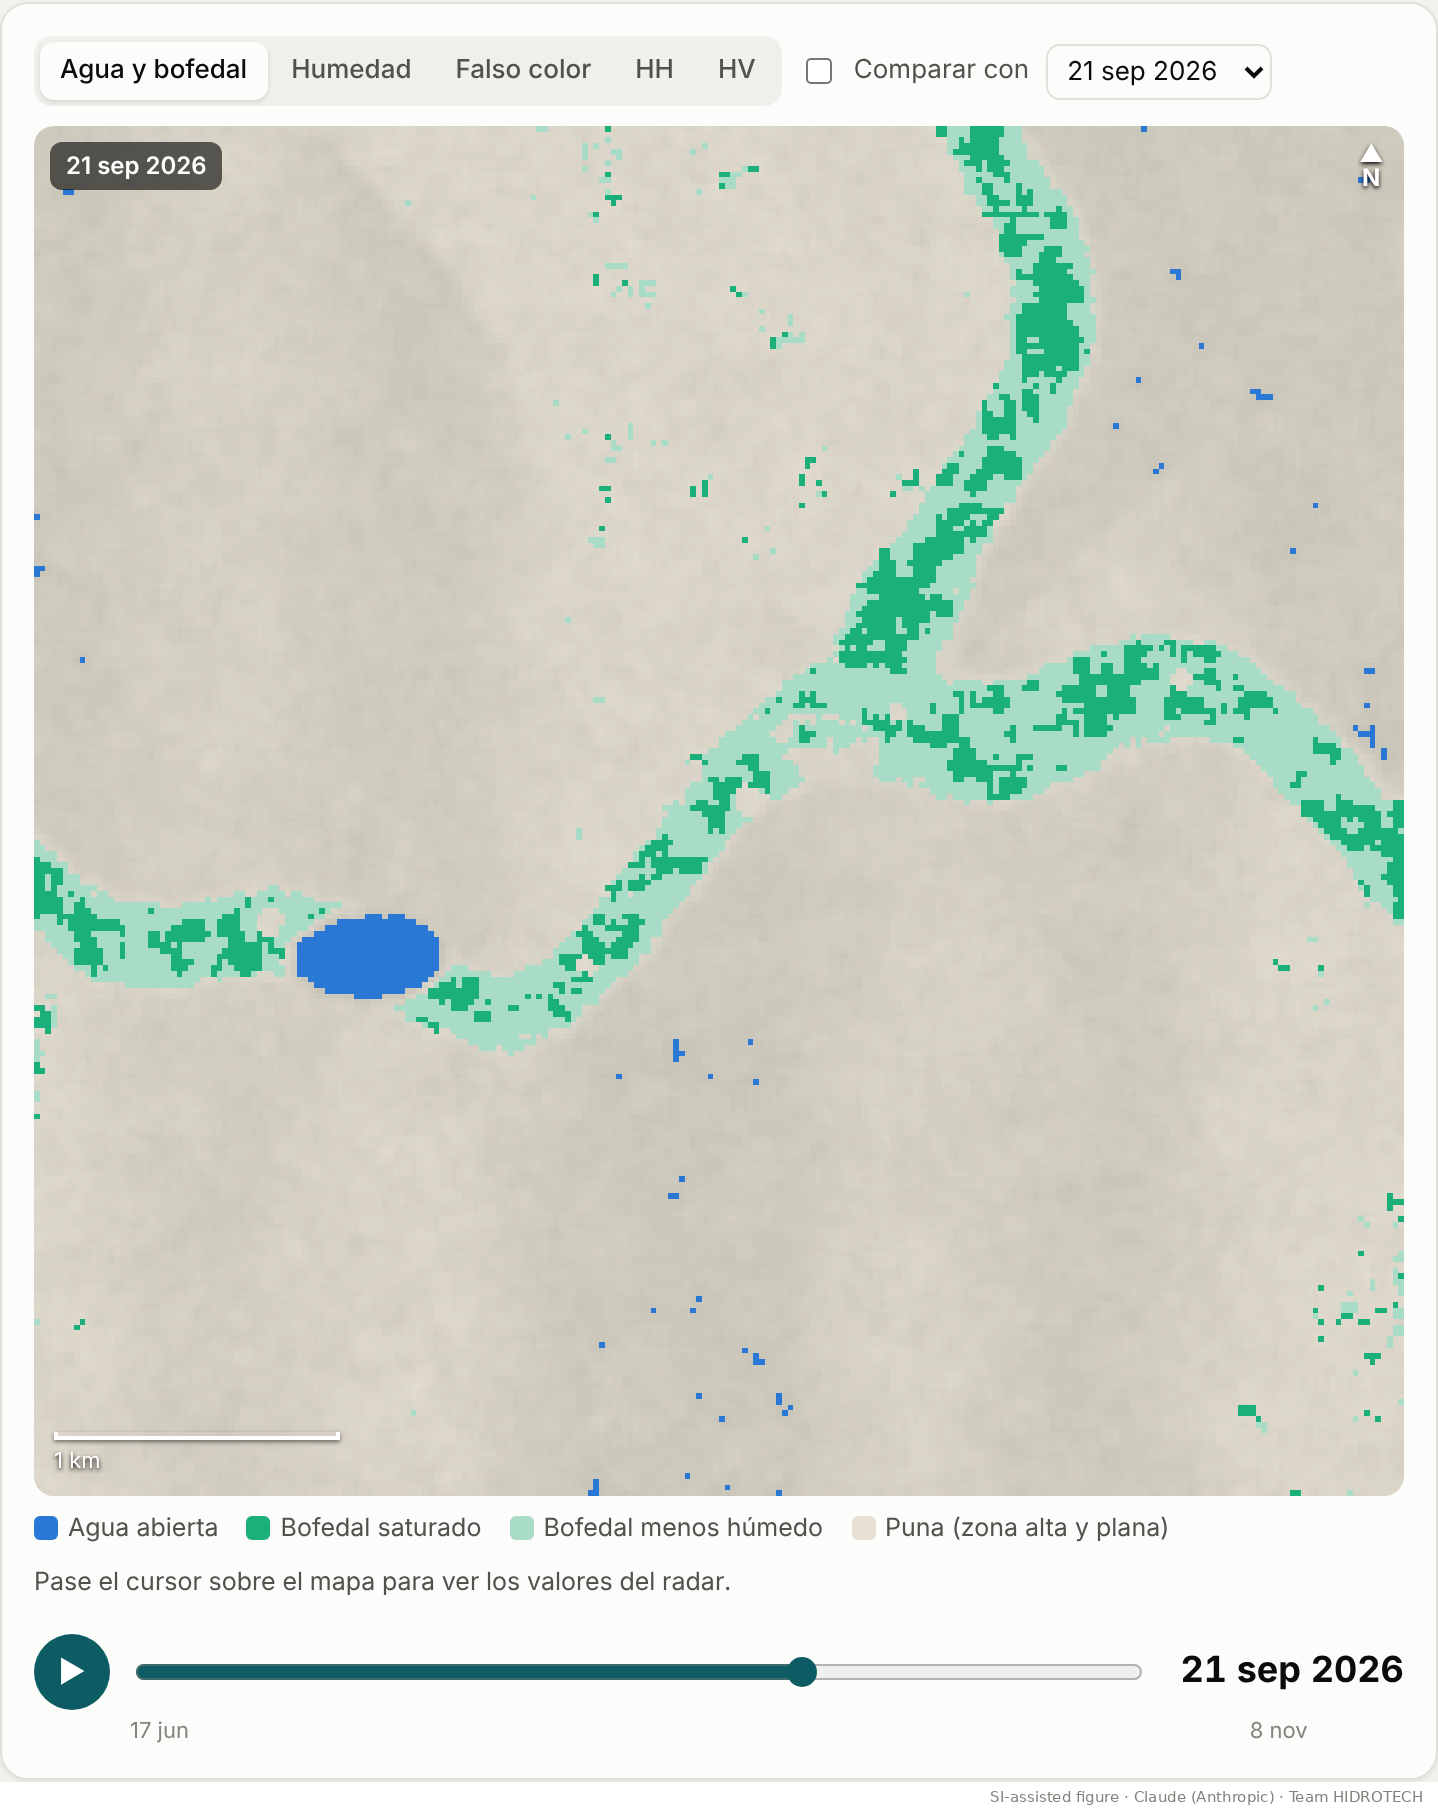 Agua y bofedal Humedad Falso color HH HV Comparar con 21 sep 2026
21 sep 2026
N
1 km
Agua abierta Bofedal saturado Bofedal menos húmedo Puna (zona alta y plana)
Pase el cursor sobre el mapa para ver los valores del radar.
21 sep 2026
17 jun 8 nov
SI-assisted figure · Claude (Anthropic) · Team HIDROTECH